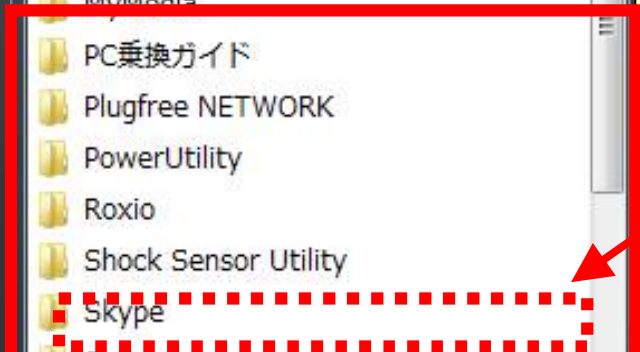 PC乗換ガイド
Plugfree NETWORK
PowerUtility
Roxio
Shock Sensor Utility
Skype